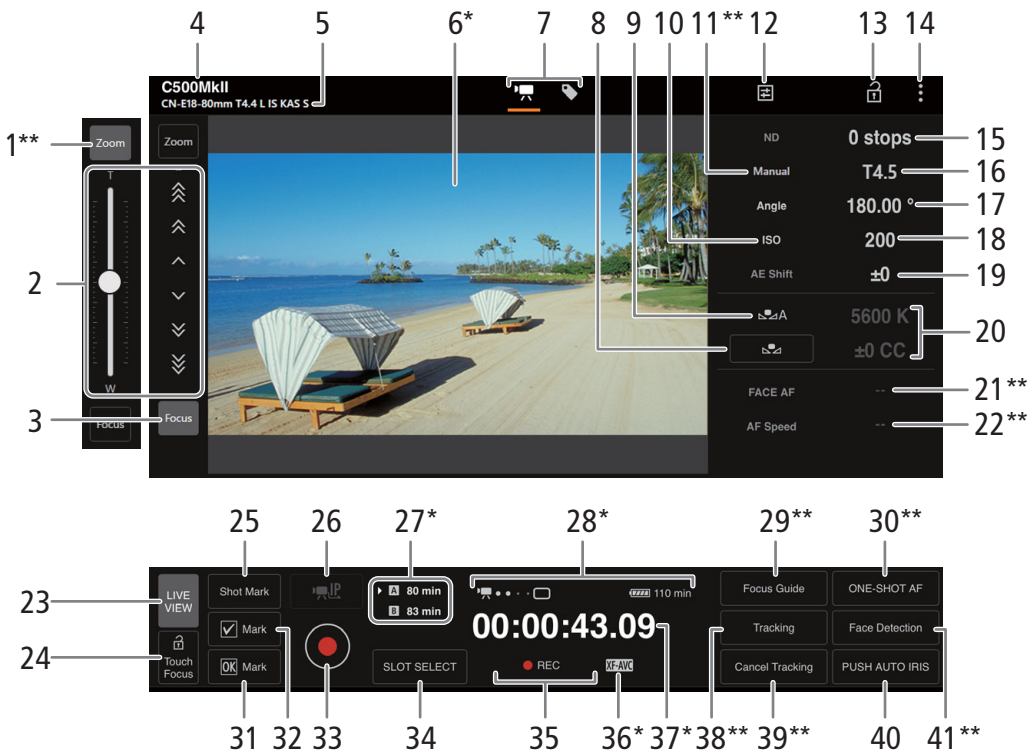 4 5 6* 7 8 9 10 11** 12 13 14
C500MkII
CN-E18-80mm T4.4 L IS KAS S
1**
Zoom
Zoom
T
2
W
Focus
3
Focus
ND 0 stops 15
Manual T4.5 16
Angle 180.00 ° 17
ISO 200 18
AE Shift ±0 19
A 5600 K
20
±0 CC
FACE AF -- 21**
AF Speed -- 22**
25 26 27* 28* 29** 30**
23
LIVE
VIEW
24
Touch
Focus
Shot Mark
Mark
OK Mark
IP
A 80 min
B 83 min
SLOT SELECT
110 min
00:00:43.09
REC
XF-AVC
Focus Guide
ONE-SHOT AF
Tracking
Face Detection
Cancel Tracking
PUSH AUTO IRIS
31 32 33 34 35 36* 37* 38** 39** 40 41**